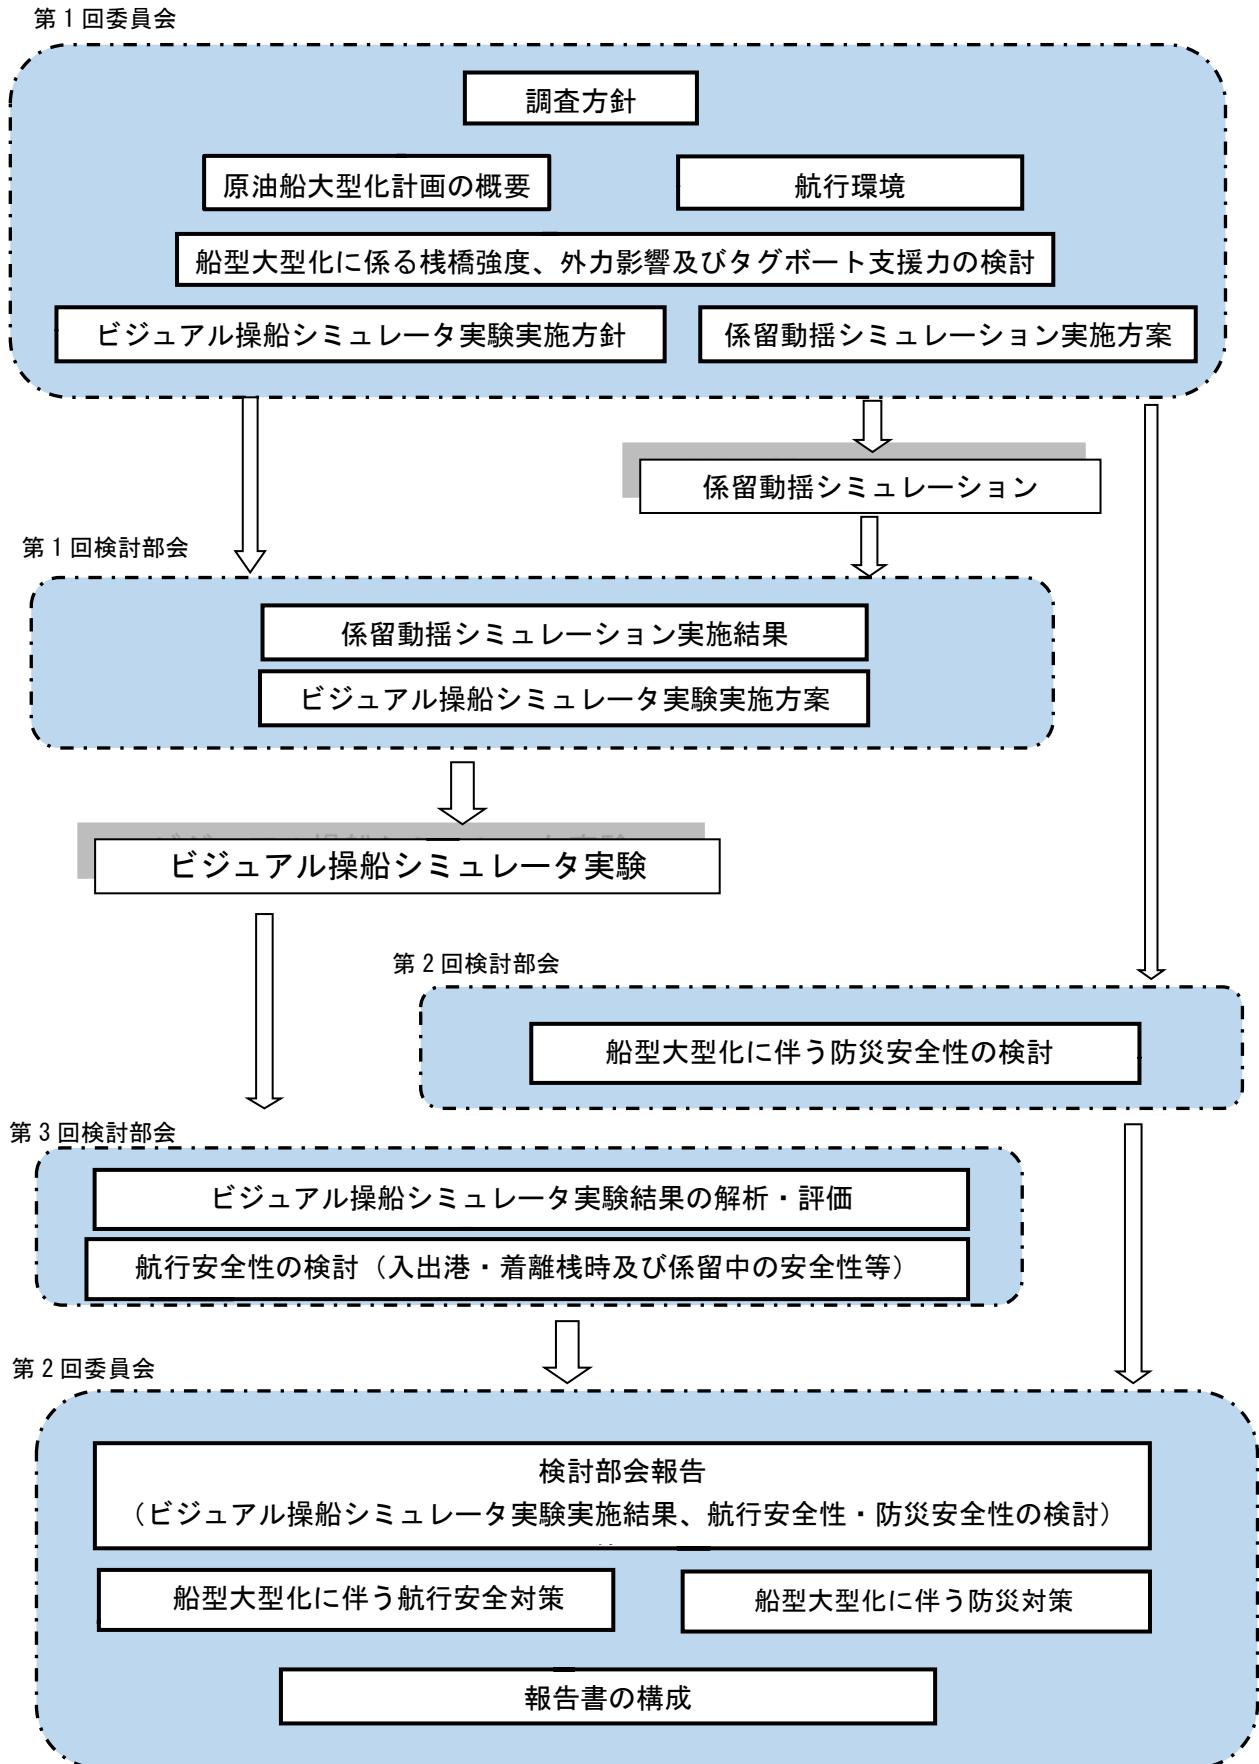 第1回委員会
調査方針
原油船大型化計画の概要
航行環境
船型大型化に係る桟橋強度、外力影響及びタグボート支援力の検討
ビジュアル操船シミュレータ実験実施方針
係留動揺シミュレーション実施方案
係留動揺シミュレーション
第1回検討部会
係留動揺シミュレーション実施結果
ビジュアル操船シミュレータ実験実施方案
ビジュアル操船シミュレータ実験
第2回検討部会
船型大型化に伴う防災安全性の検討
第3回検討部会
ビジュアル操船シミュレータ実験結果の解析・評価
航行安全性の検討（入出港・着離桟時及び係留中の安全性等）
第2回委員会
検討部会報告
（ビジュアル操船シミュレータ実験実施結果、航行安全性・防災安全性の検討）
船型大型化に伴う航行安全対策
船型大型化に伴う防災対策
報告書の構成